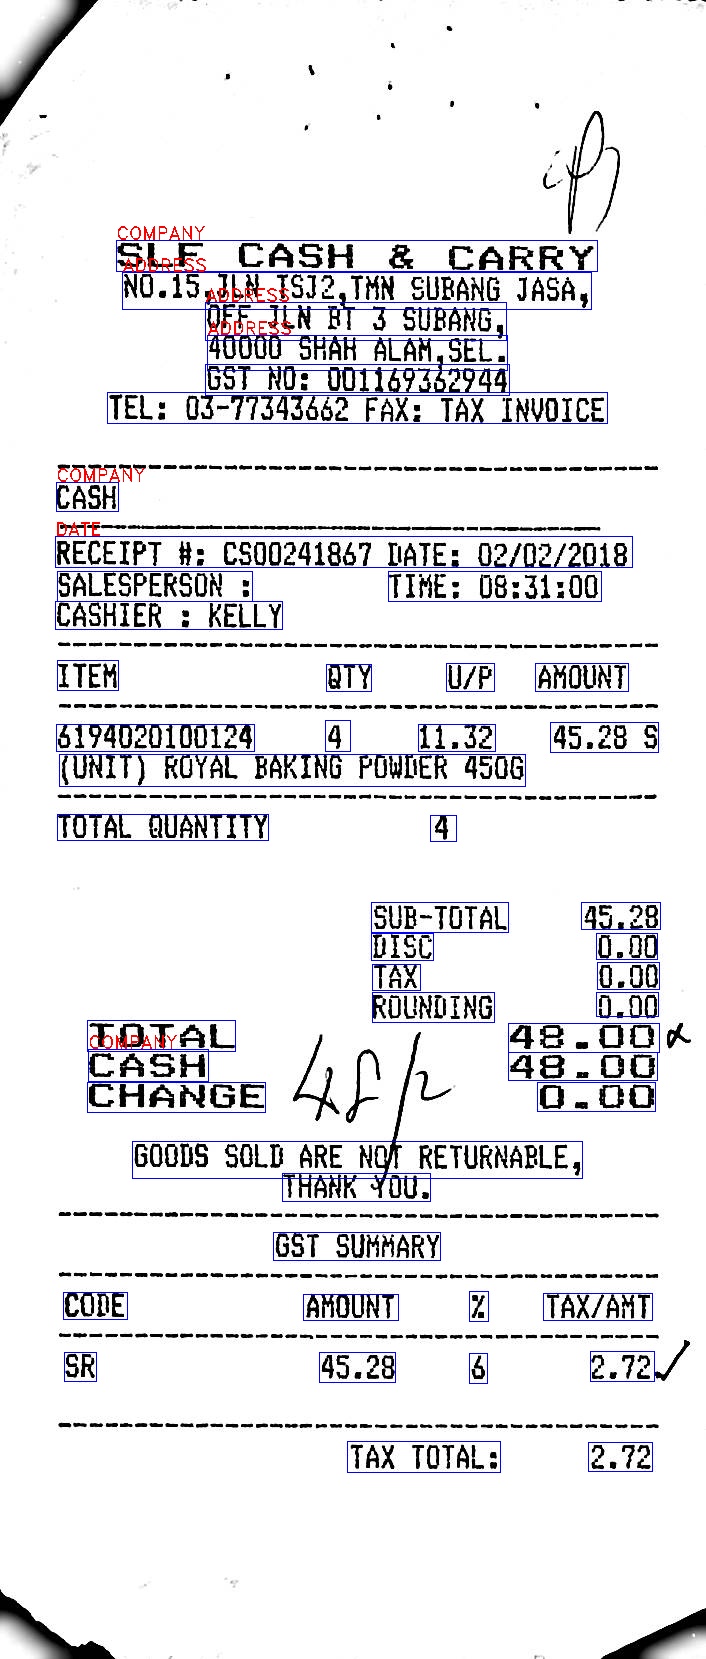 COMPANY
SLF CASH & CARRY
ADDRESS
NO.15,JLN TSJ2,TMN SUBANG JASA,
ADDRESS
OFF JLN BT 3 SUBANG,
ADDRESS
40000 SHAH ALAM,SEL.
GST NO: 001169362944
TEL: 03-77343662 FAX: TAX INVOICE
COMPANY
CASH
DATE
RECEIPT #: CS00241867 DATE: 02/02/2018
SALESPERSON : TIME: 08:31:00
CASHIER : KELLY
ITEM QTY U/P AMOUNT
6194020100124 4 11.32 45.28 S
(UNIT) ROYAL BAKING POWDER 450G
TOTAL QUANTITY 4
SUB-TOTAL 45.28
DISC 0.00
TAX 0.00
ROUNDING 0.00
TOTAL 48.00
COMPANY
CASH 48.00
CHANGE 0.00
GOODS SOLD ARE NOT RETURNABLE,
THANK YOU.
GST SUMMARY
CODE AMOUNT % TAX/AMT
SR 45.28 6 2.72
TAX TOTAL: 2.72